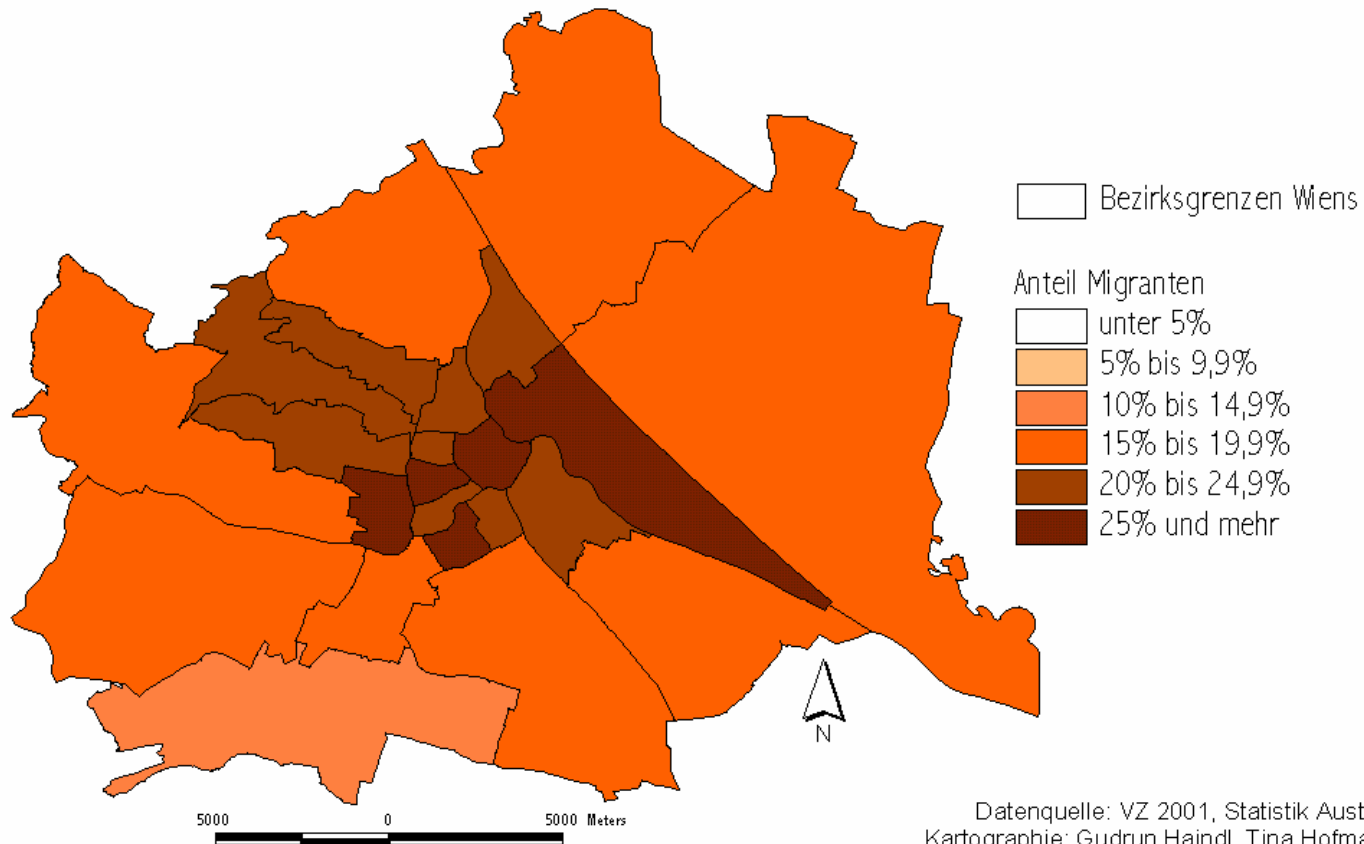 Bezirksgrenzen Wiens
Anteil Migranten
unter 5%
5% bis 9,9%
10% bis 14,9%
15% bis 19,9%
20% bis 24,9%
25% und mehr
N
5000 0 5000 Meters
Datenquelle: VZ 2001, Statistik Aust
Kartographie: Gudrun Haindl, Tina Hofma